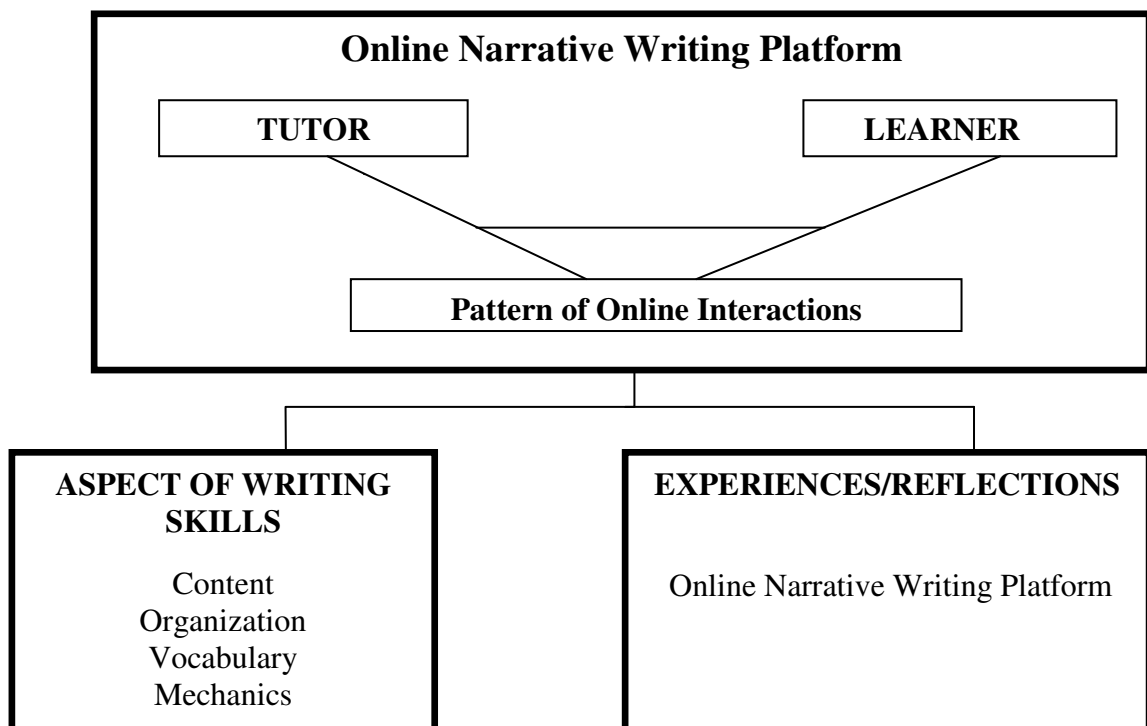 Online Narrative Writing Platform
TUTOR
LEARNER
Pattern of Online Interactions
ASPECT OF WRITING
SKILLS
Content
Organization
Vocabulary
Mechanics
EXPERIENCES/REFLECTIONS
Online Narrative Writing Platform